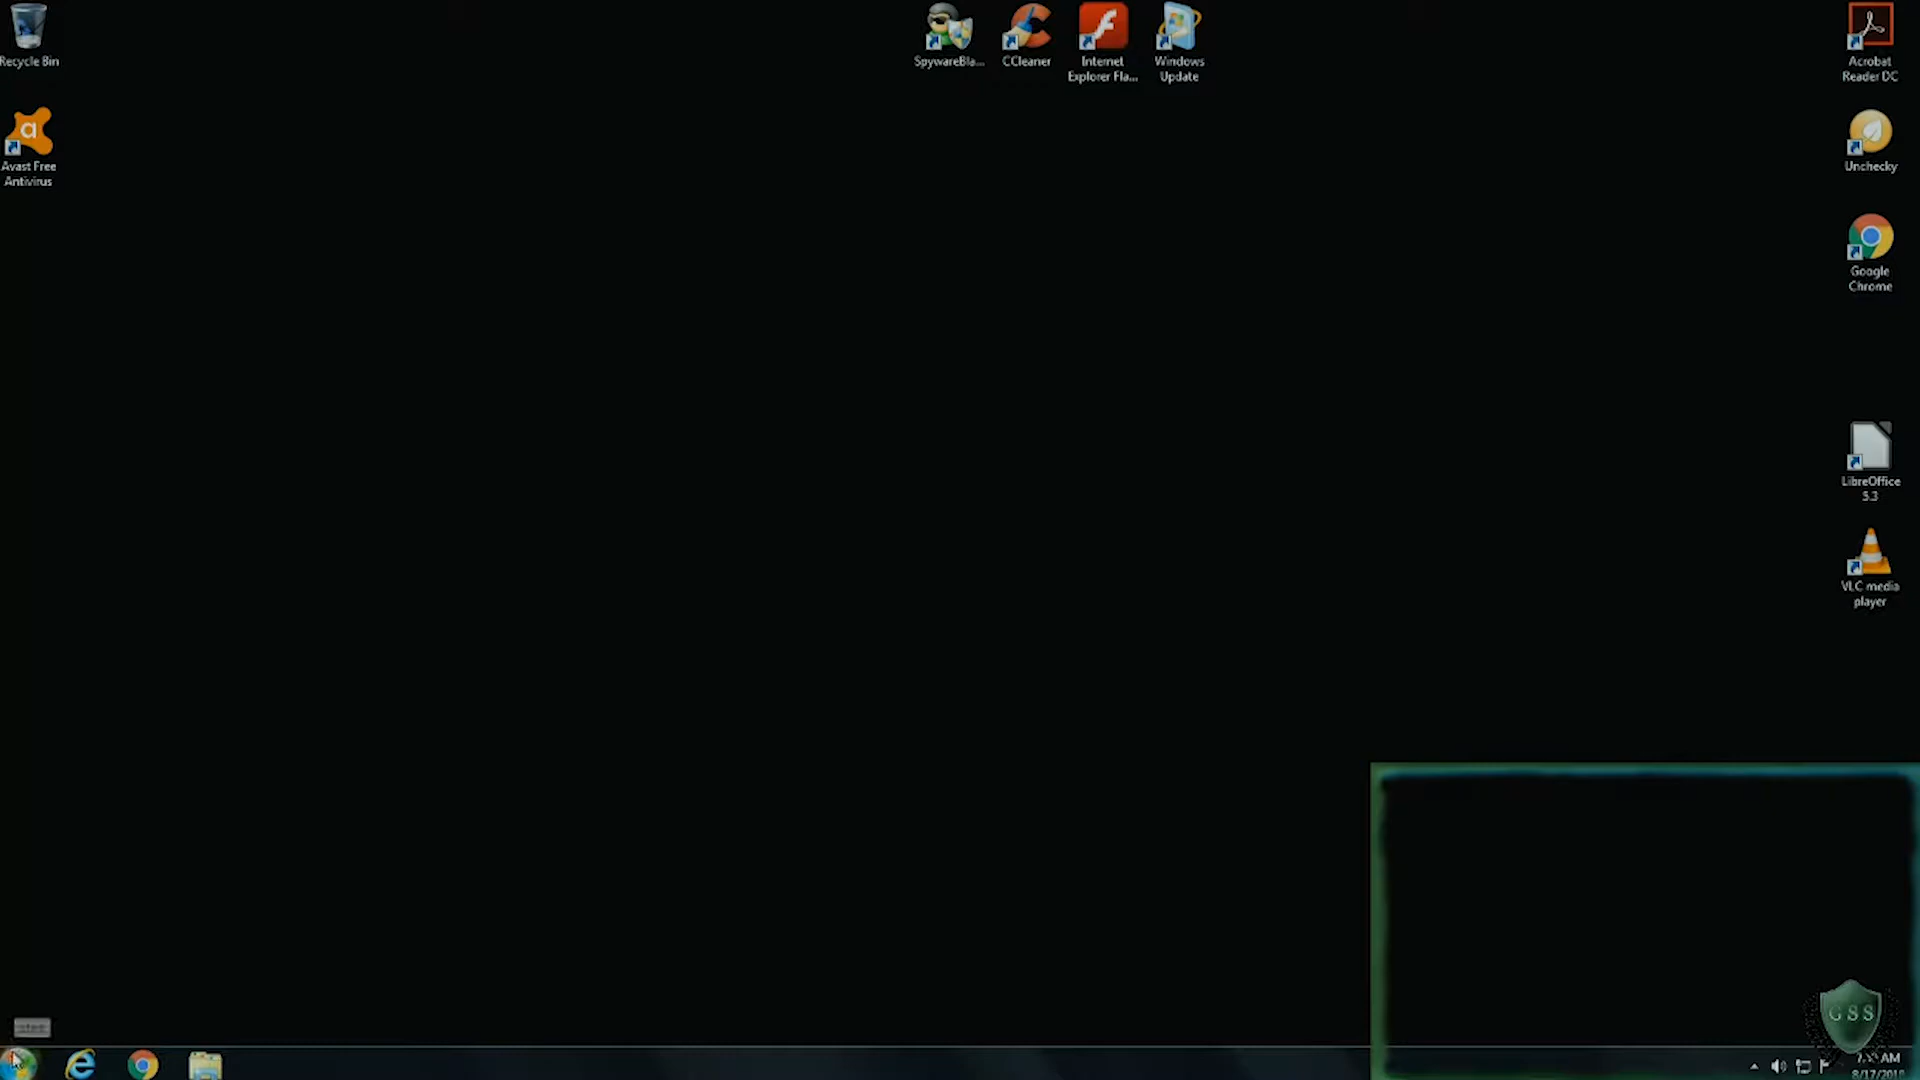 Recycle Bin
Avast Free
Antivirus
SpywareBla...
CCleaner
Internet
Explorer Fla...
Windows
Update
Acrobat
Reader DC
Unchecky
Google
Chrome
LibreOffice
5.3
VLC media
player
GSS
AM